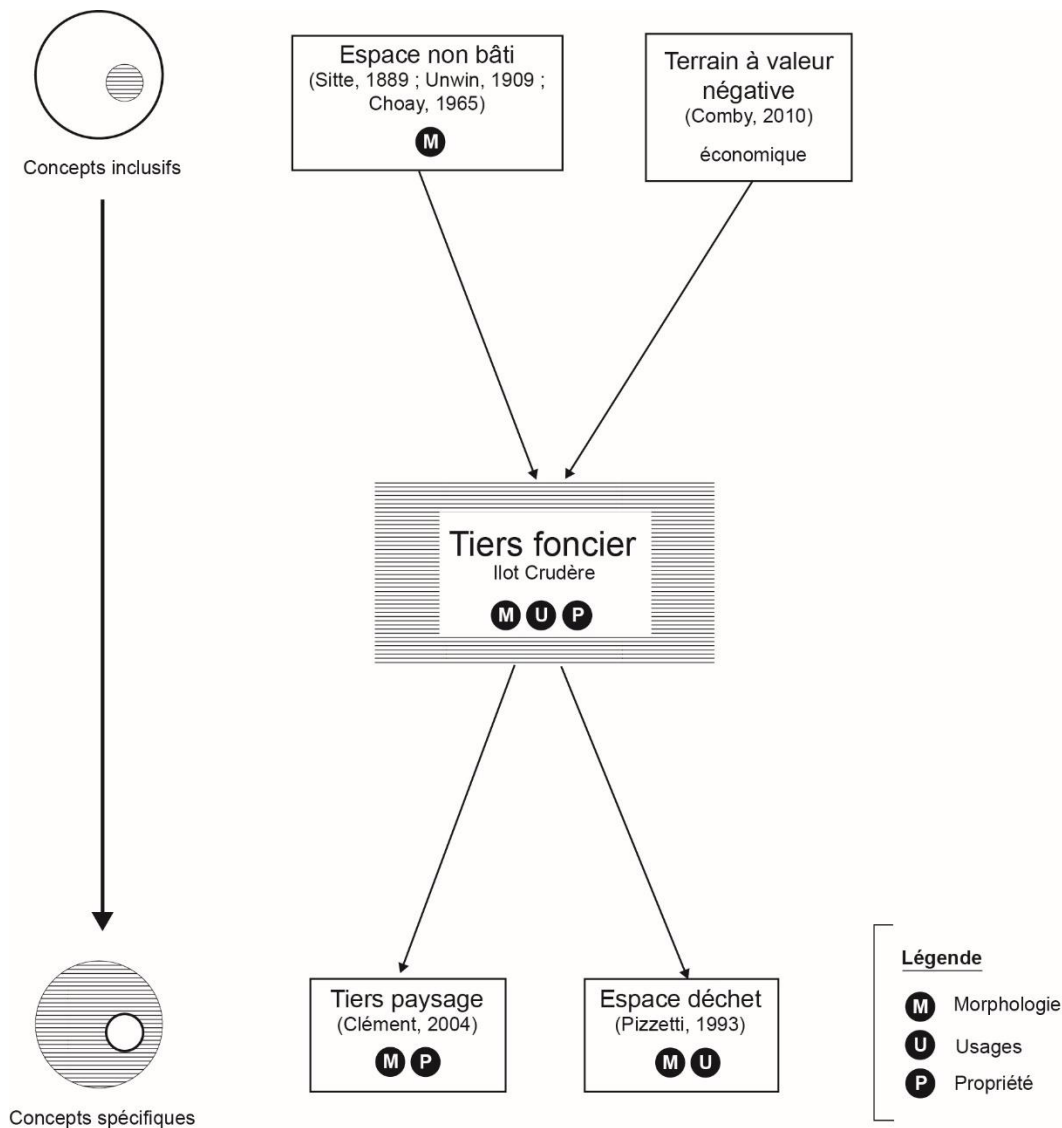 Concepts inclusifs
Espace non bâti
(Sitte, 1889 ; Unwin, 1909 ;
Choay, 1965)
M
Terrain à valeur
négative
(Comby, 2010)
économique
Tiers foncier
Ilot Crudère
M U P
Concepts spécifiques
Tiers paysage
(Clément, 2004)
M P
Espace déchet
(Pizzetti, 1993)
M U
Légende
M Morphologie
U Usages
P Propriété